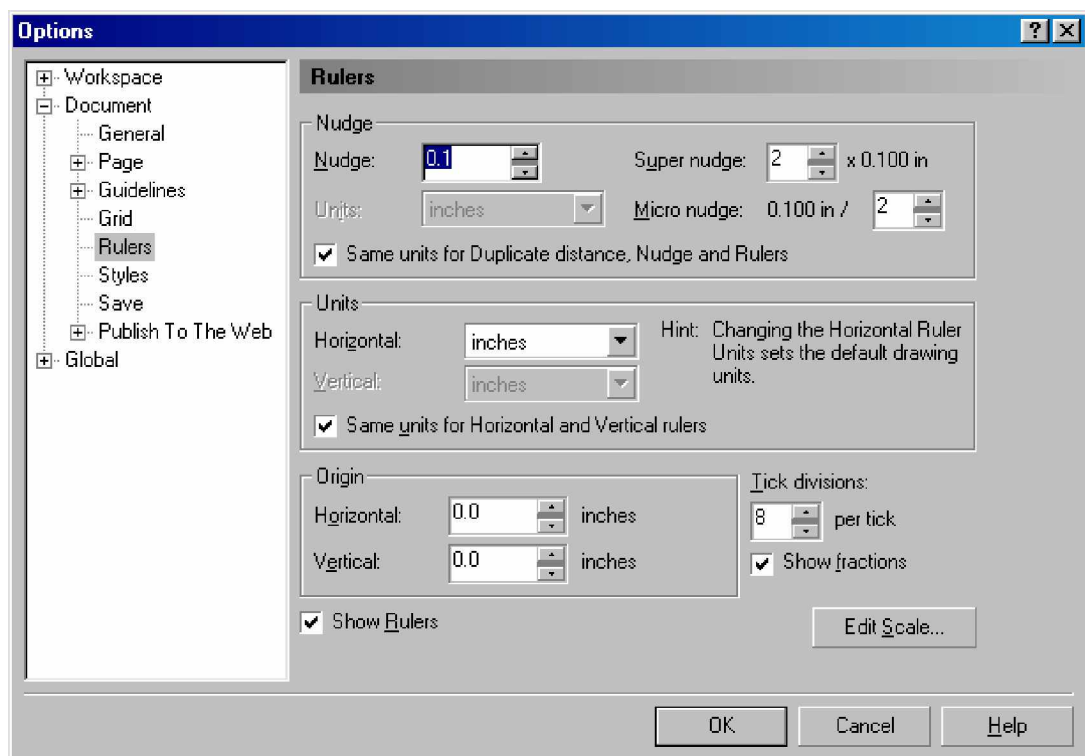 Options
Workspace
Document
General
Page
Guidelines
Grid
Rulers
Styles
Save
Publish To The Web
Global
Rulers
Nudge
Nudge: 0.1 Super nudge: 2 x 0.100 in
Units: inches Micro nudge: 0.100 in / 2
Same units for Duplicate distance, Nudge and Rulers
Units
Horizontal: inches
Vertical: inches
Hint: Changing the Horizontal Ruler
Units sets the default drawing
units.
Same units for Horizontal and Vertical rulers
Origin
Horizontal: 0.0 inches
Vertical: 0.0 inches
Tick divisions:
8 per tick
Show fractions
Show Rulers
Edit Scale...
OK Cancel Help